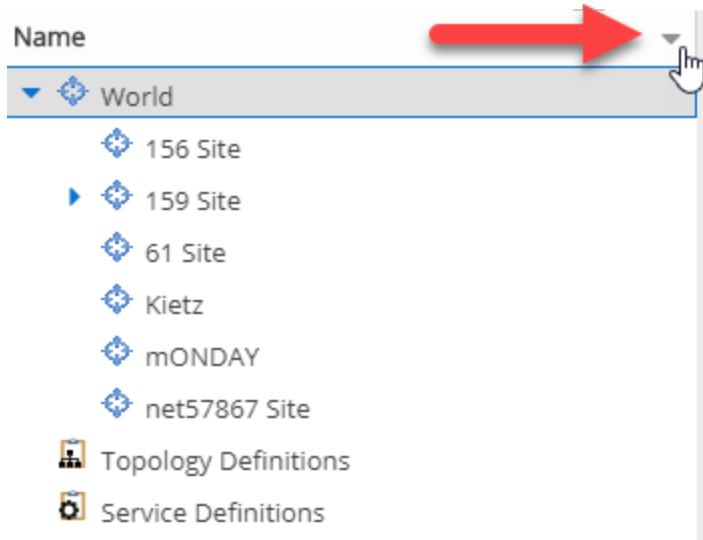 Name
World
156 Site
159 Site
61 Site
Kietz
mONDAY
net57867 Site
Topology Definitions
Service Definitions